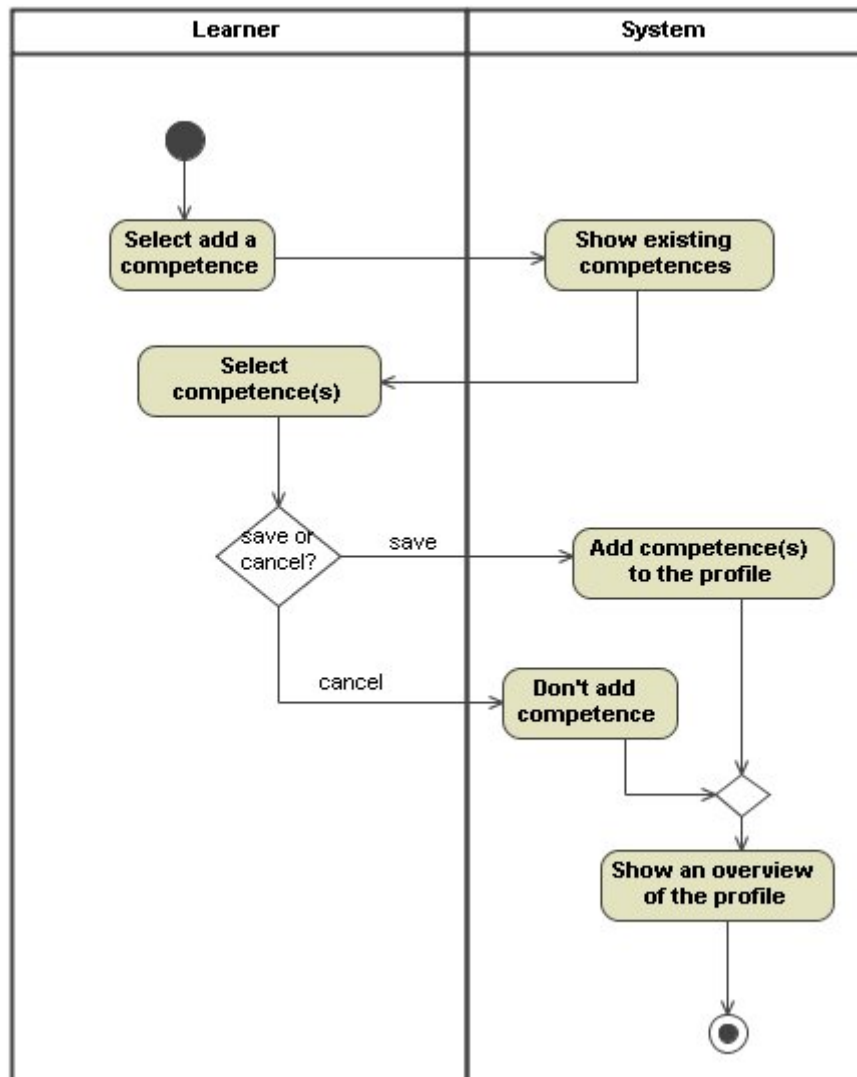 Learner
System
Select add a
competence
Show existing
competences
Select
competence(s)
save or
cancel?
save
Add competence(s)
to the profile
cancel
Don't add
competence
Show an overview
of the profile